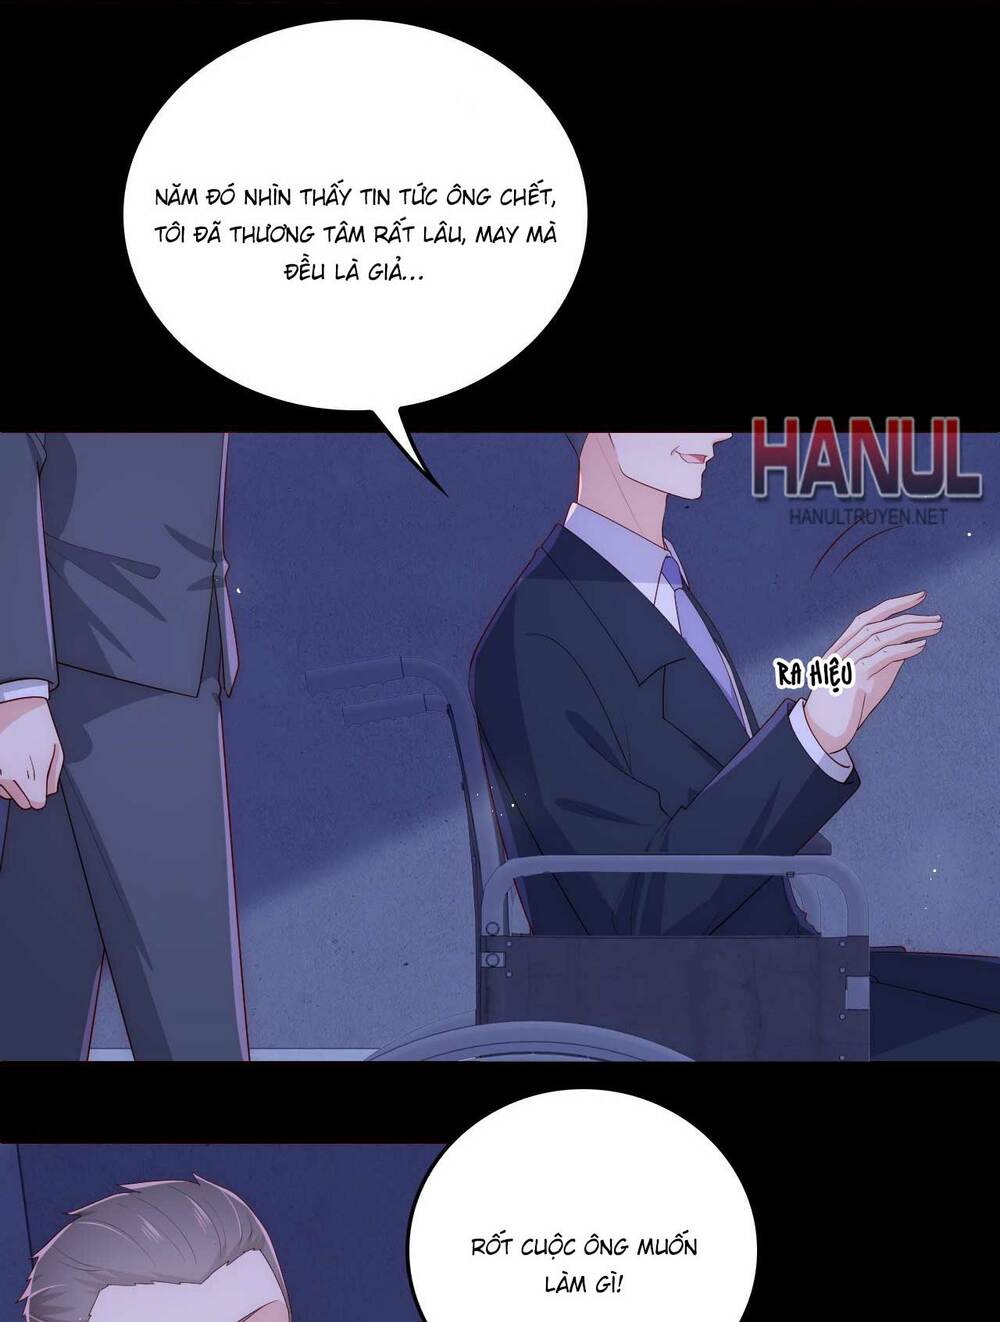 NĂM ĐÓ NHÌN THẤY TIN TỨC ÔNG CHẾT,
TÔI ĐÃ THƯƠNG TÂM RẤT LÂU, MAY MÀ
ĐỀU LÀ GIẢ...
HANUL
HANULTRUYEN.NET
RA HIỆU
RỐT CUỘC ÔNG MUỐN
LÀM GÌ!